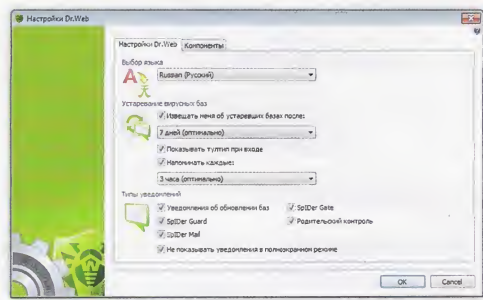 Настройки Dr.Web
Настройки Dr.Web Компоненты
Выбор языка
Russian (Русский)
Устаревание вирусных баз
Извещать меня об устаревших базах после:
7 дней (оптимально)
Показывать тултип при входе
Напоминать каждые:
3 часа (оптимально)
Типы уведомлений
Уведомления об обновлении баз SpIDer Gate
SpIDer Guard Родительский контроль
SpIDer Mail
Не показывать уведомления в полноэкранном режиме
OK Cancel